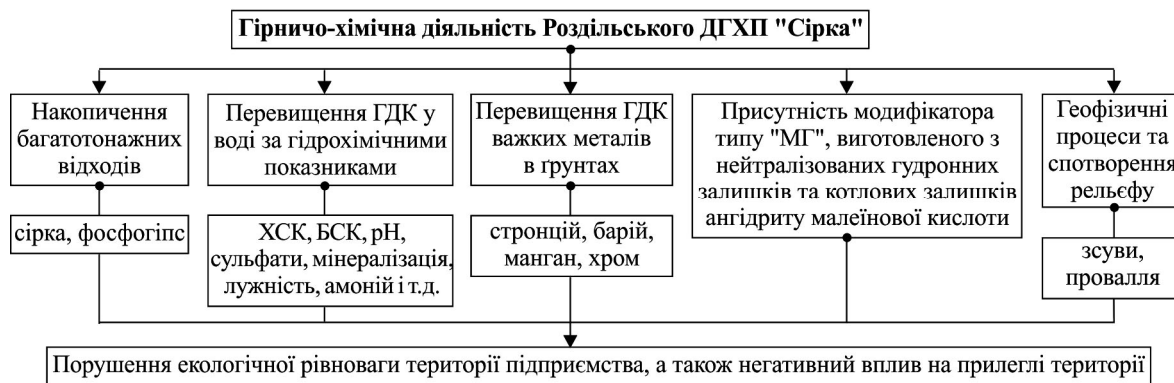 Гірничо-хімічна діяльність Роздільського ДГХП "Сірка"
Накопичення
багатотонажних
відходів
сірка, фосфогіпс
Перевищення ГДК у
воді за гідрохімічними
показниками
ХСК, БСК, pH,
сульфати, мінералізація,
лужність, амоній і т.д.
Перевищення ГДК
важких металів
в ґрунтах
стронцій, барій,
манган, хром
Присутність модифікатора
типу "МГ", виготовленого з
нейтралізованих гудронних
залишків та котлових залишків
ангідриту малеїнової кислоти
Геофізичні
процеси та
спотворення
рельєфу
зсуви,
провалля
Порушення екологічної рівноваги території підприємства, а також негативний вплив на прилеглі території